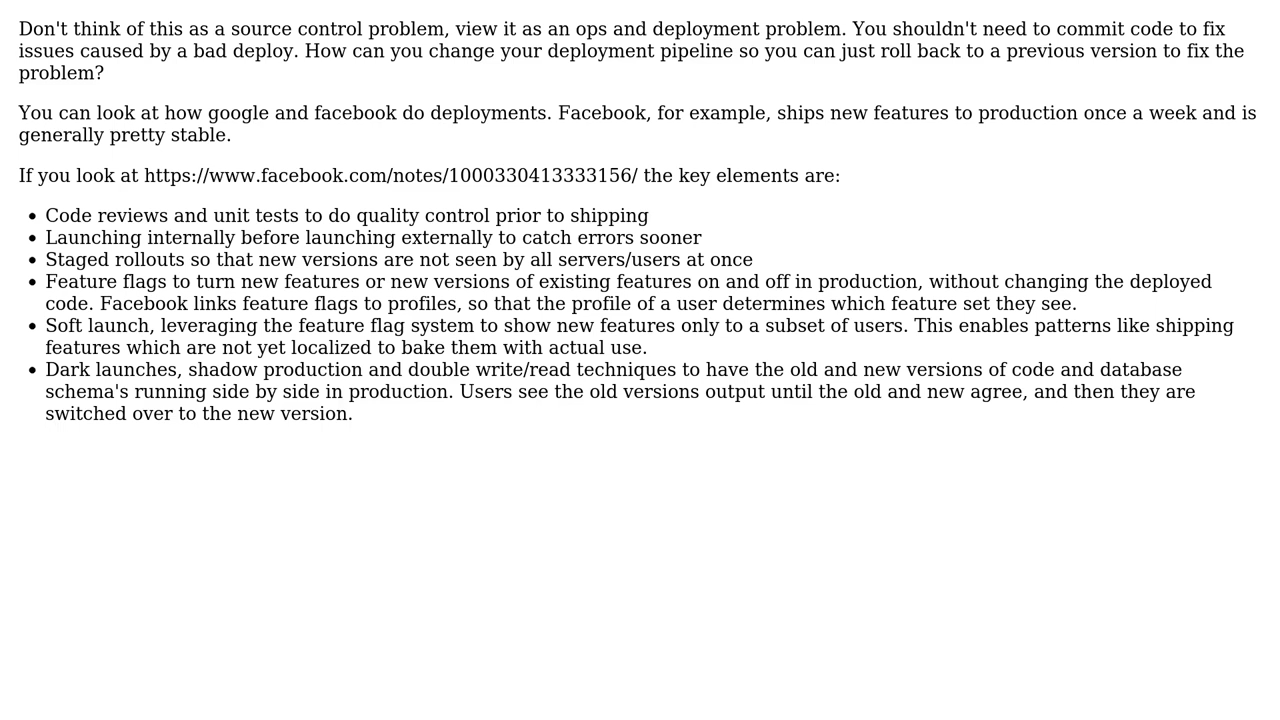 Don't think of this as a source control problem, view it as an ops and deployment problem. You shouldn't need to commit code to fix
issues caused by a bad deploy. How can you change your deployment pipeline so you can just roll back to a previous version to fix the
problem?
You can look at how google and facebook do deployments. Facebook, for example, ships new features to production once a week and is
generally pretty stable.
If you look at https://www.facebook.com/notes/1000330413333156/ the key elements are:
• Code reviews and unit tests to do quality control prior to shipping
• Launching internally before launching externally to catch errors sooner
• Staged rollouts so that new versions are not seen by all servers/users at once
• Feature flags to turn new features or new versions of existing features on and off in production, without changing the deployed
code. Facebook links feature flags to profiles, so that the profile of a user determines which feature set they see.
• Soft launch, leveraging the feature flag system to show new features only to a subset of users. This enables patterns like shipping
features which are not yet localized to bake them with actual use.
• Dark launches, shadow production and double write/read techniques to have the old and new versions of code and database
schema's running side by side in production. Users see the old versions output until the old and new agree, and then they are
switched over to the new version.